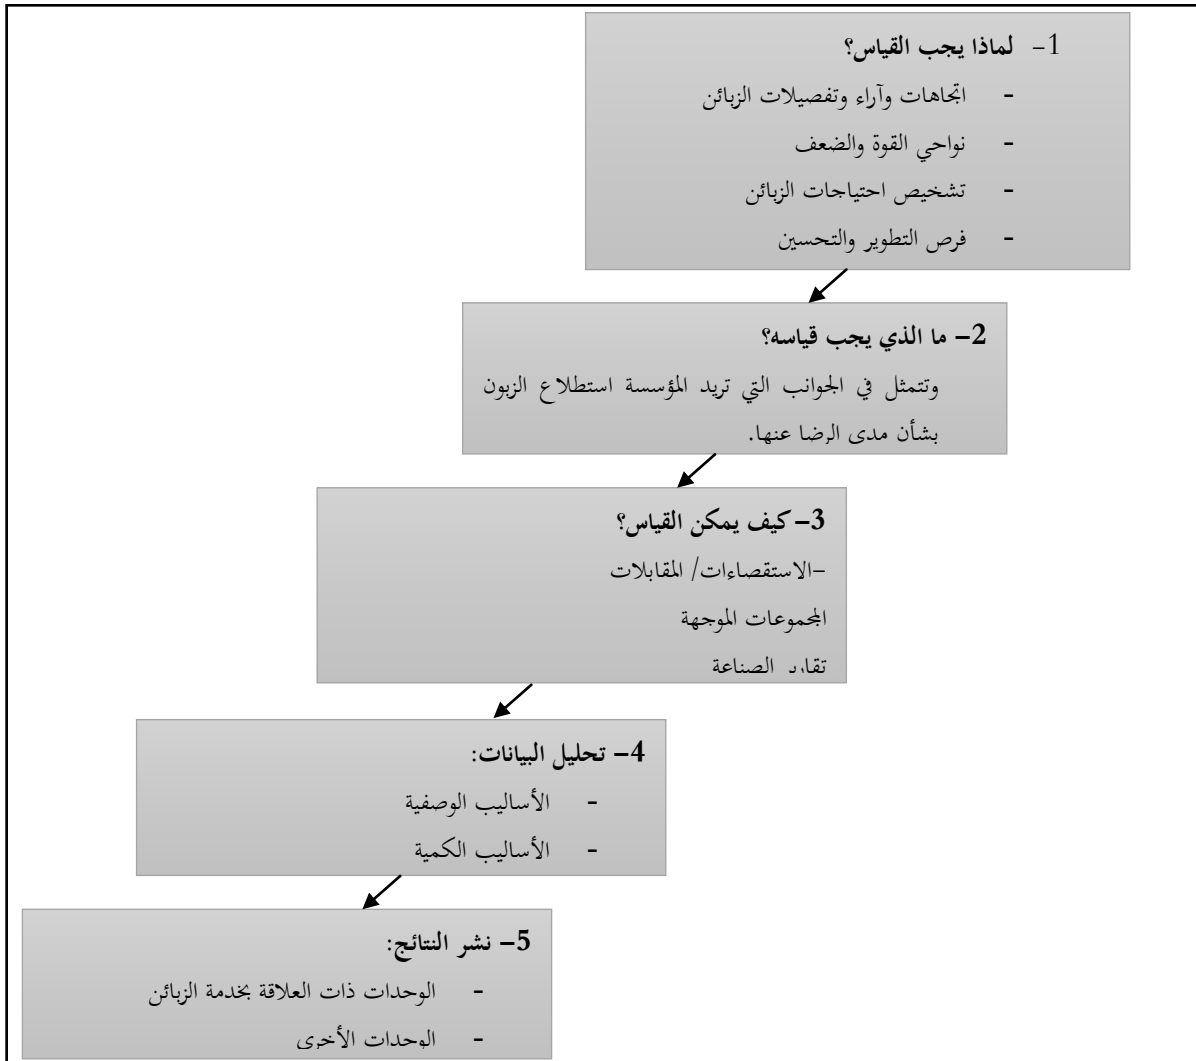 1- لماذا يجب القياس؟
- اتجاهات وآراء وتفصيلات الزبائن
- نواحي القوة والضعف
- تشخيص احتياجات الزبائن
- فرص التطوير والتحسين
2- ما الذي يجب قياسه؟
وتتمثل في الجوانب التي تريد المؤسسة استطلاع الزبون
بشأن مدى الرضا عنها.
3- كيف يمكن القياس؟
-الاستقصاءات/ المقابلات
المجموعات الموجهة
تقارير الصناعة
4- تحليل البيانات:
- الأساليب الوصفية
- الأساليب الكمية
5- نشر النتائج:
- الوحدات ذات العلاقة بخدمة الزبائن
- الوحدات الأخرى